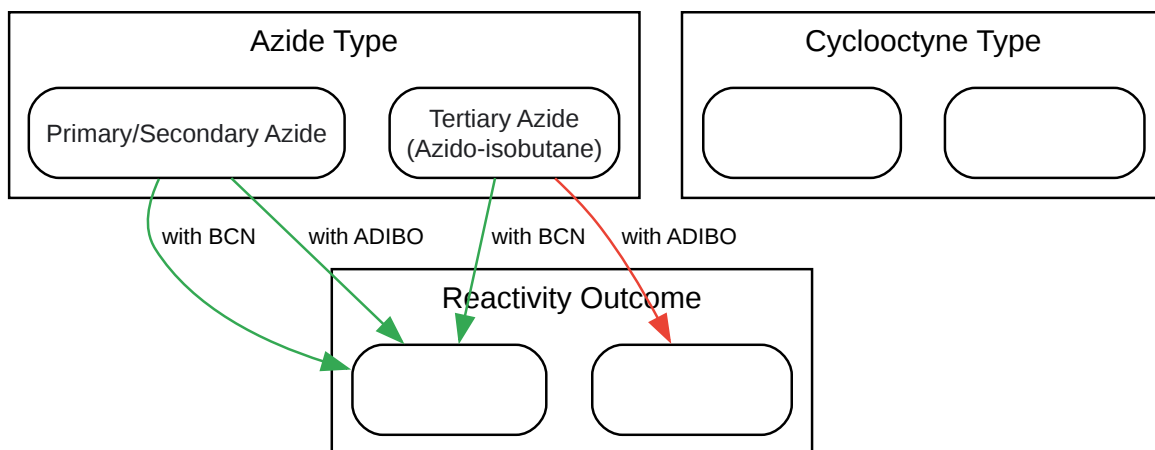 Azide Type
Cyclooctyne Type
Primary/Secondary Azide
Tertiary Azide
(Azido-isobutane)
with BCN
with ADIBO
with BCN
with ADIBO
Reactivity Outcome